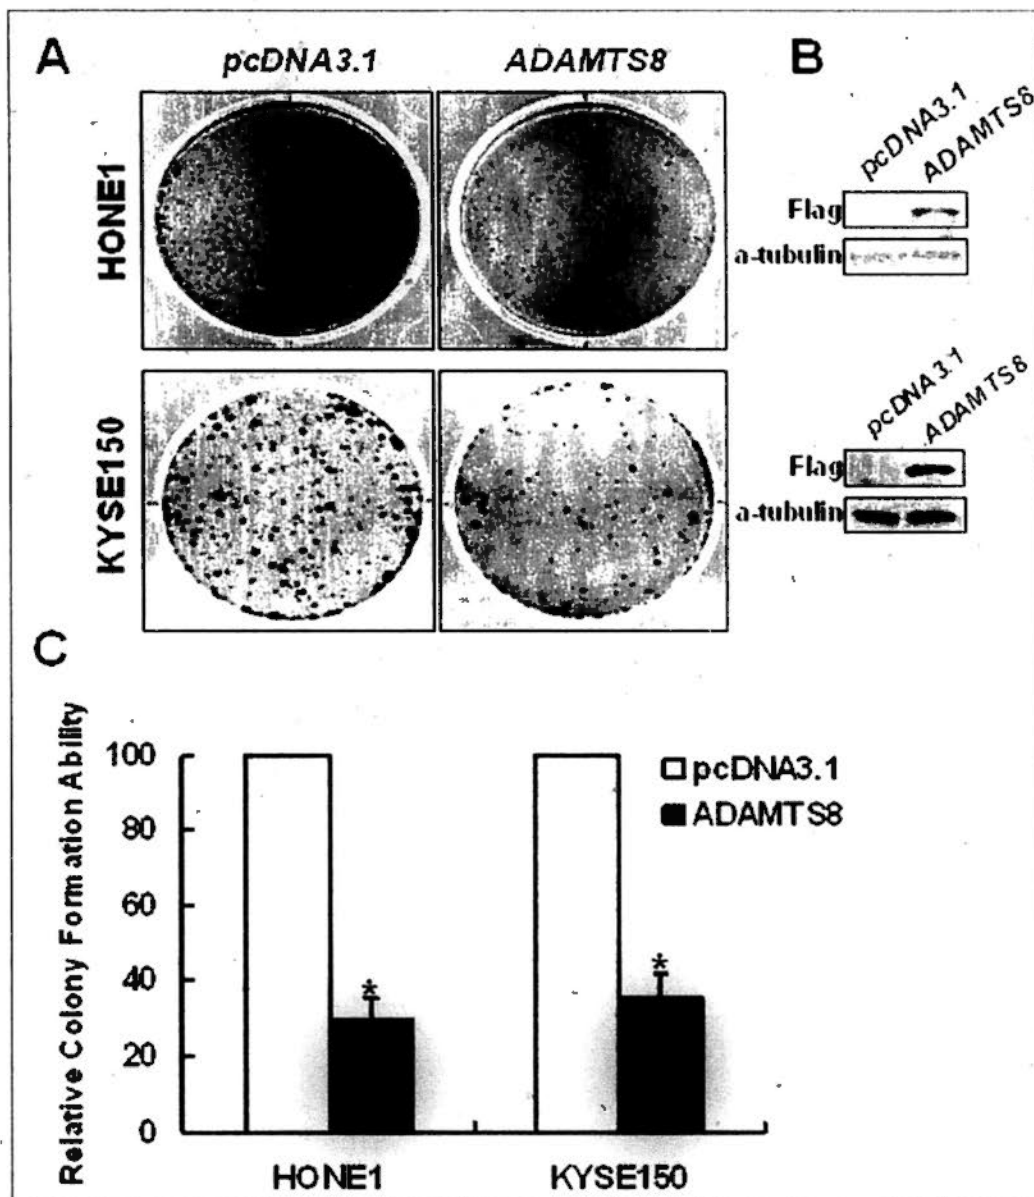 A
pcDNA3.1
ADAMTS8
B
HONE1
KYSE150
pcDNA3.1
ADAMTS8
Flag
a-tubulin
pcDNA3.1
ADAMTS8
Flag
a-tubulin
C
Relative Colony Formation Ability
100
80
60
40
20
0
*
*
pcDNA3.1
ADAMTS8
HONE1
KYSE150